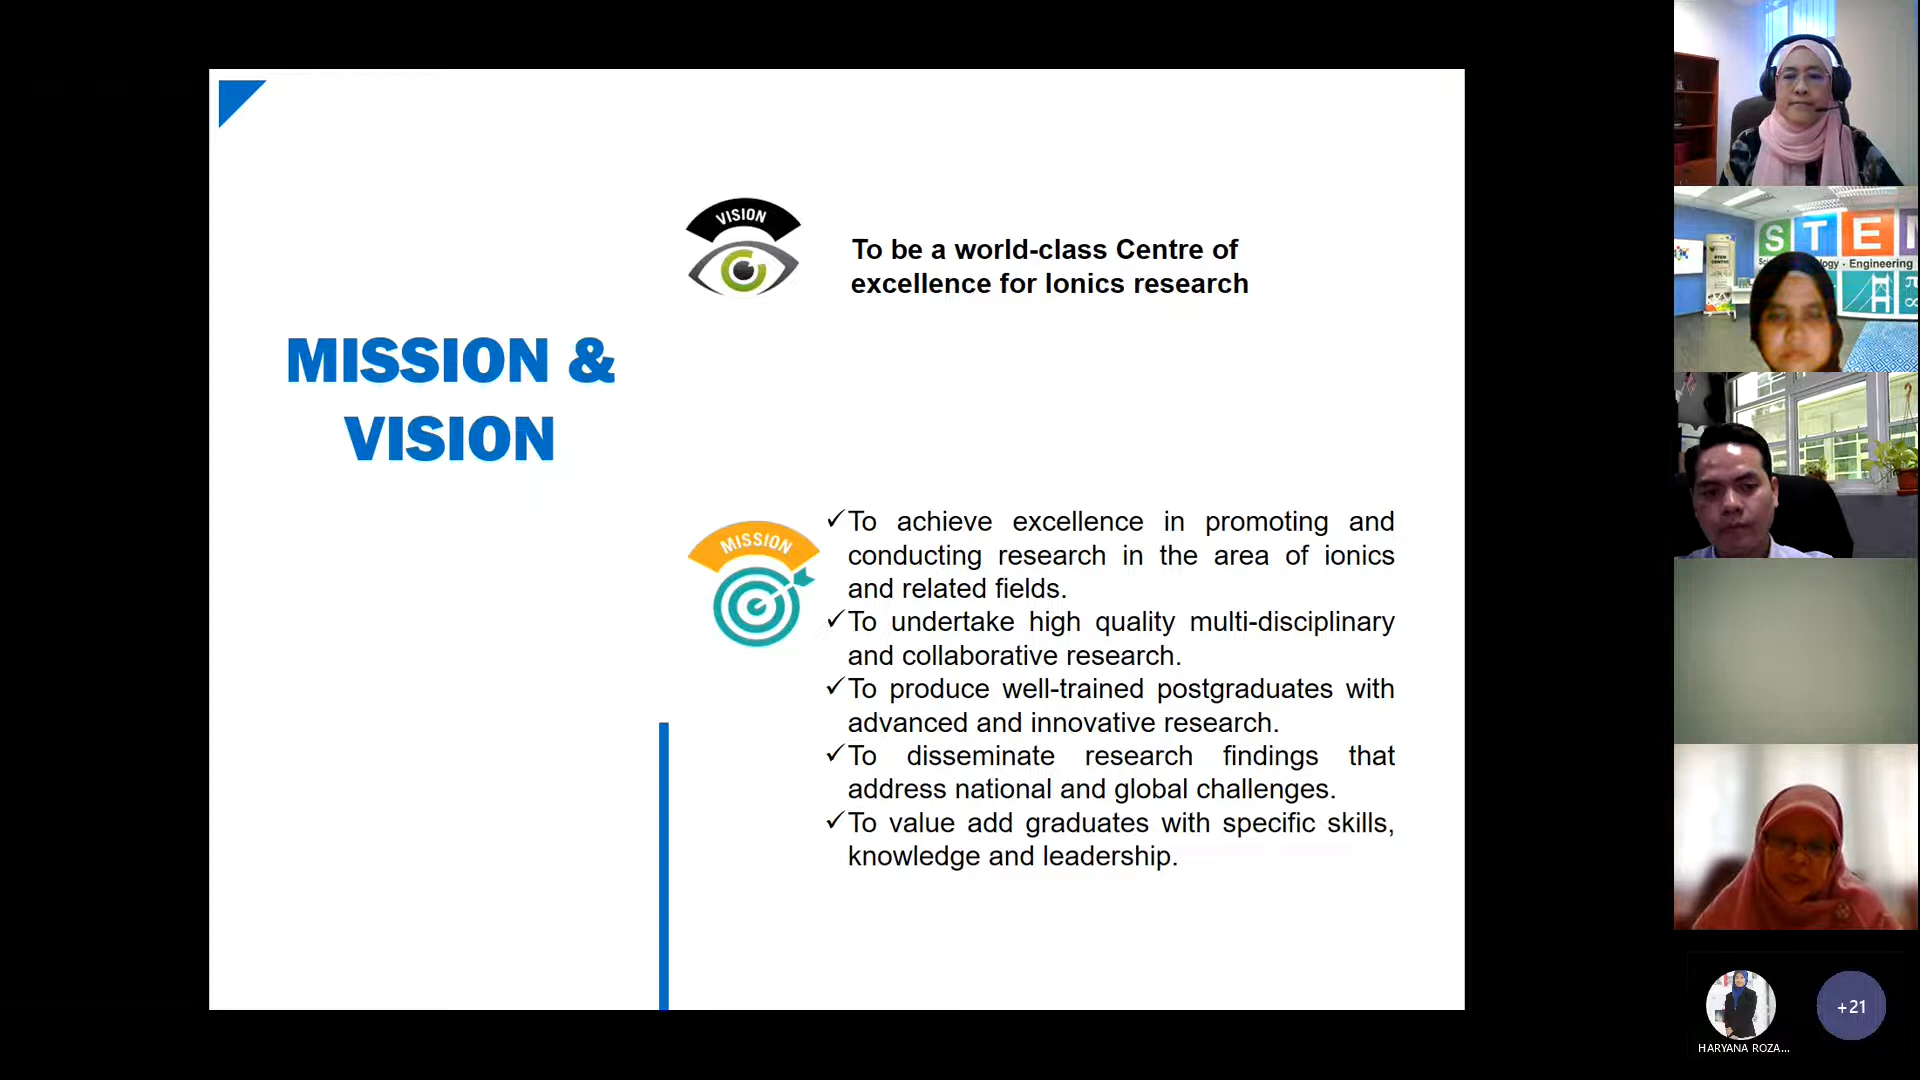 MISSION &
VISION
VISION
To be a world-class Centre of
excellence for Ionics research
MISSION
✓To achieve excellence in promoting and
conducting research in the area of ionics
and related fields.
✓To undertake high quality multi-disciplinary
and collaborative research.
✓To produce well-trained postgraduates with
advanced and innovative research.
✓To disseminate research findings that
address national and global challenges.
✓To value add graduates with specific skills,
knowledge and leadership.
STE
Engineering
HARYANA ROZA...
+21